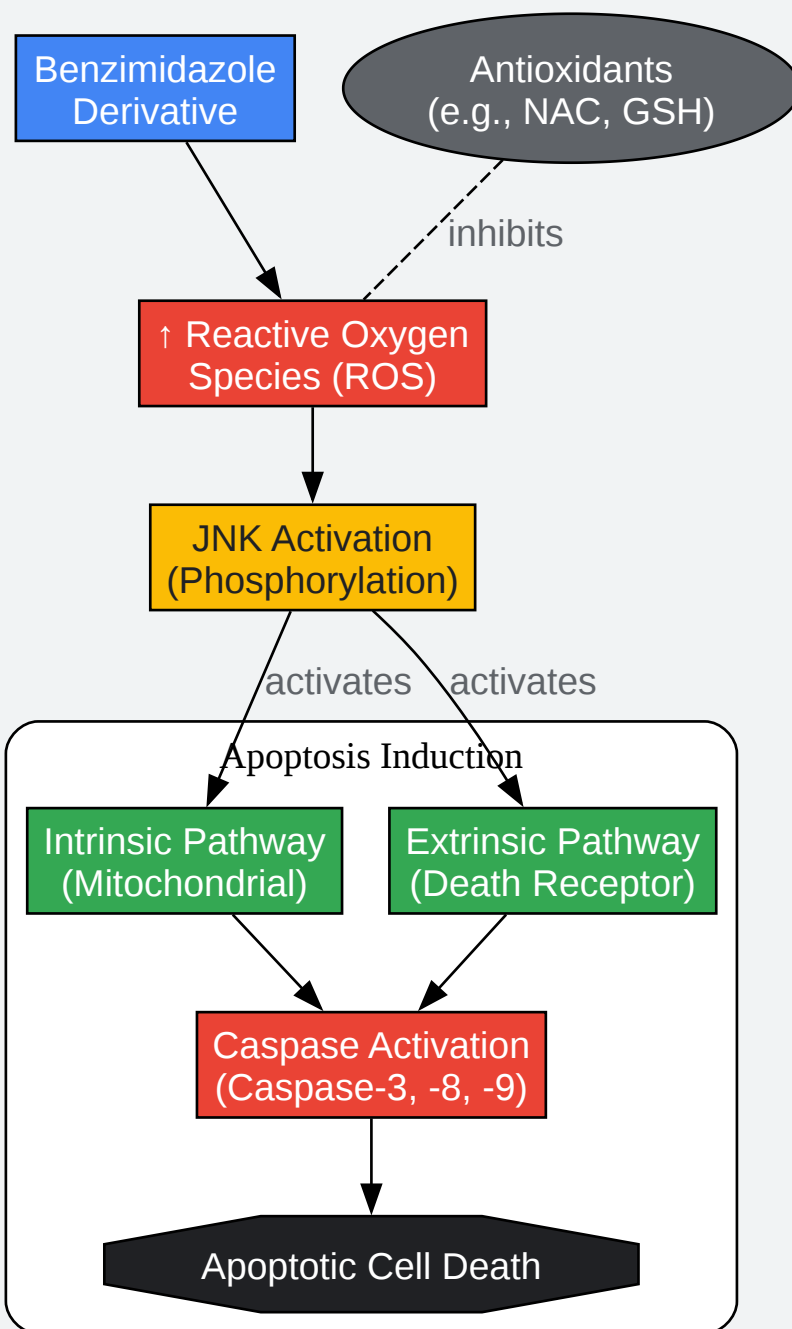 Benzimidazole
Derivative
Antioxidants
(e.g., NAC, GSH)
inhibits
↑ Reactive Oxygen
Species (ROS)
JNK Activation
(Phosphorylation)
activates
activates
Apoptosis Induction
Intrinsic Pathway
(Mitochondrial)
Extrinsic Pathway
(Death Receptor)
Caspase Activation
(Caspase-3, -8, -9)
Apoptotic Cell Death